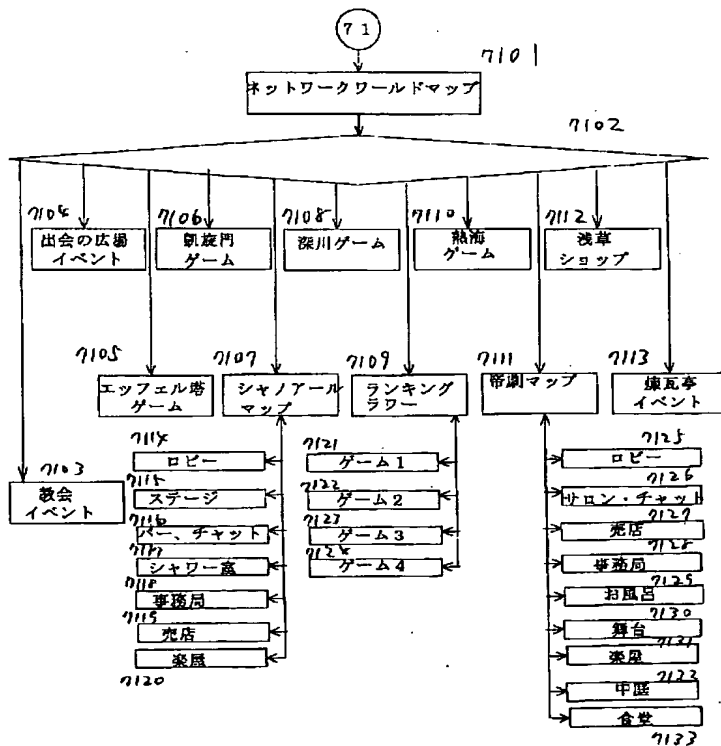 71
7101
ネットワークワールドマップ
7102
7104
出会の広場
イベント
7106
凱旋門
ゲーム
7108
深川ゲーム
7110
熱海
ゲーム
7112
浅草
ショップ
7105
エッフェル塔
ゲーム
7107
シャノアール
マップ
7109
ランキング
ラワー
7111
帝劇マップ
7113
煉瓦亭
イベント
7103
教会
イベント
7114
ロビー
7115
ステージ
7116
バー、チャット
7117
シャワー室
7118
事務局
7119
売店
楽屋
7120
7121
ゲーム1
7122
ゲーム2
7123
ゲーム3
7124
ゲーム4
7125
ロビー
7126
サロン・チャット
7127
売店
7128
事務局
7129
お風呂
7130
舞台
7131
楽屋
7132
中庭
食堂
7133